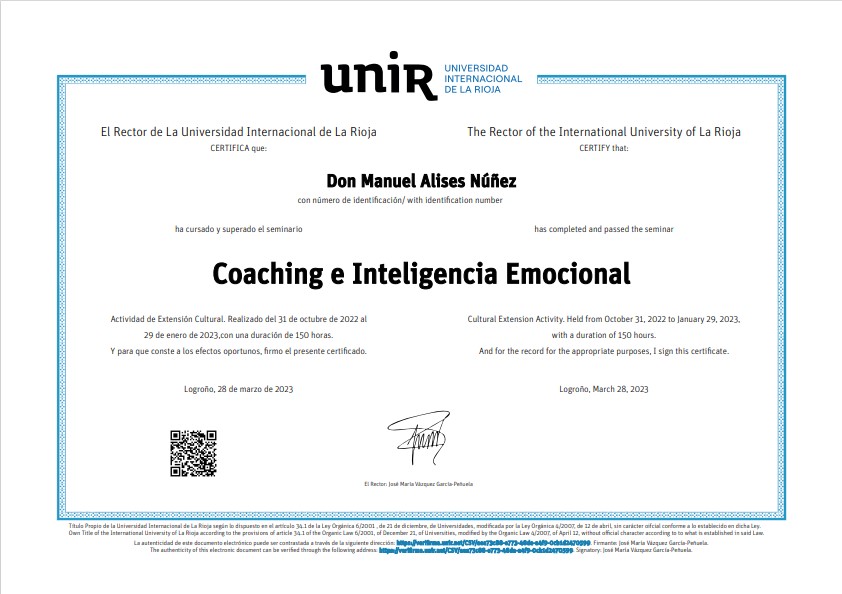 unir
UNIVERSIDAD
INTERNACIONAL
DE LA RIOJA
El Rector de La Universidad Internacional de La Rioja
CERTIFICA que:
The Rector of the International University of La Rioja
CERTIFY that:
Don Manuel Alises Núñez
con número de identificación/ with identification number
ha cursado y superado el seminario
has completed and passed the seminar
Coaching e Inteligencia Emocional
Actividad de Extensión Cultural. Realizado del 31 de octubre de 2022 al
29 de enero de 2023,con una duración de 150 horas.
Y para que conste a los efectos oportunos, firmo el presente certificado.
Cultural Extension Activity. Held from October 31, 2022 to January 29, 2023,
with a duration of 150 hours.
And for the record for the appropriate purposes, I sign this certificate.
Logroño, 28 de marzo de 2023
Logroño, March 28, 2023
El Rector: José María Vázquez García-Peñuela
Título Propio de la Universidad Internacional de La Rioja según lo dispuesto en el artículo 34.1 de la Ley Orgánica 6/2001 , de 21 de diciembre, de Universidades, modificada por la Ley Orgánica 4/2007, de 12 de abril, sin carácter oficial conforme a lo establecido en dicha Ley.
Own Title of the International University of La Rioja according to the provisions of article 34.1 of the Organic Law 6/2001, of December 21, of Universities, modified by the Organic Law 4/2007, of April 12, without official character according to what is established in said Law.
La autenticidad de este documento electrónico puede ser contrastada a través de la siguiente dirección: Firmante: José María Vázquez García-Peñuela.
The authenticity of this electronic document can be verified through the following address: Signatory: José María Vázquez García-Peñuela.